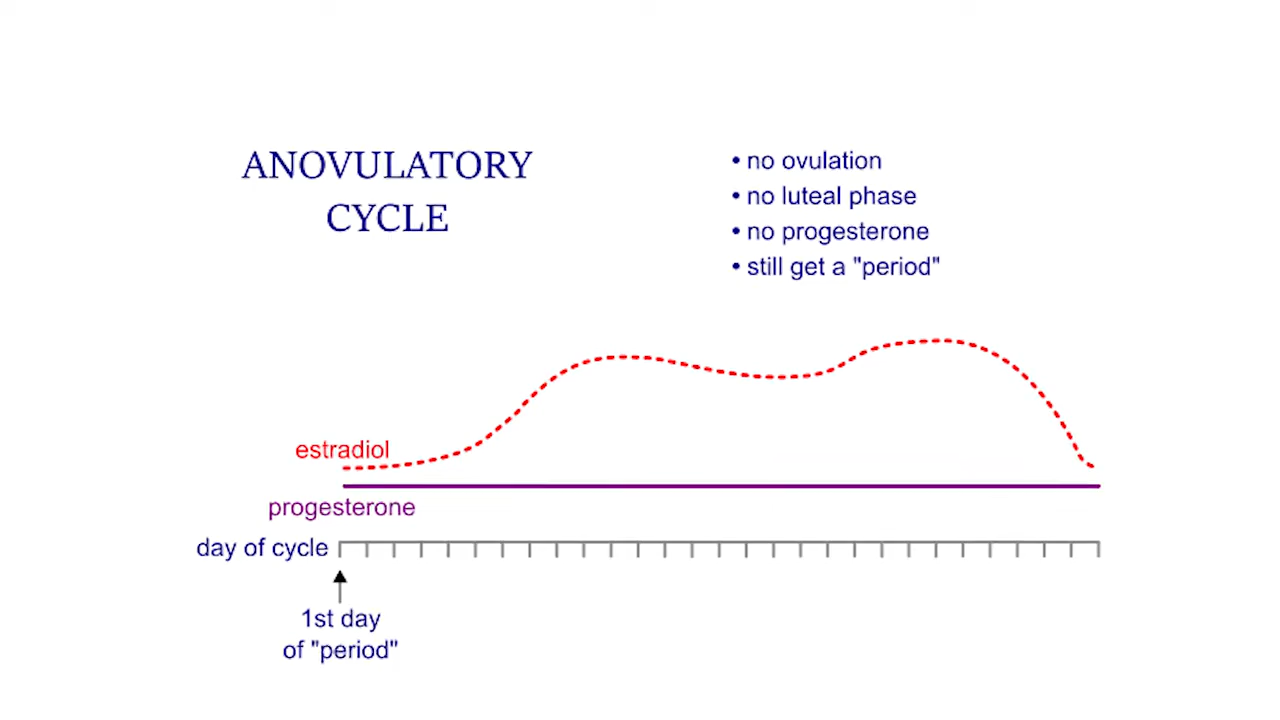 ANOVULATORY
CYCLE
• no ovulation
• no luteal phase
• no progesterone
• still get a "period"
estradiol
progesterone
day of cycle
1st day
of "period"